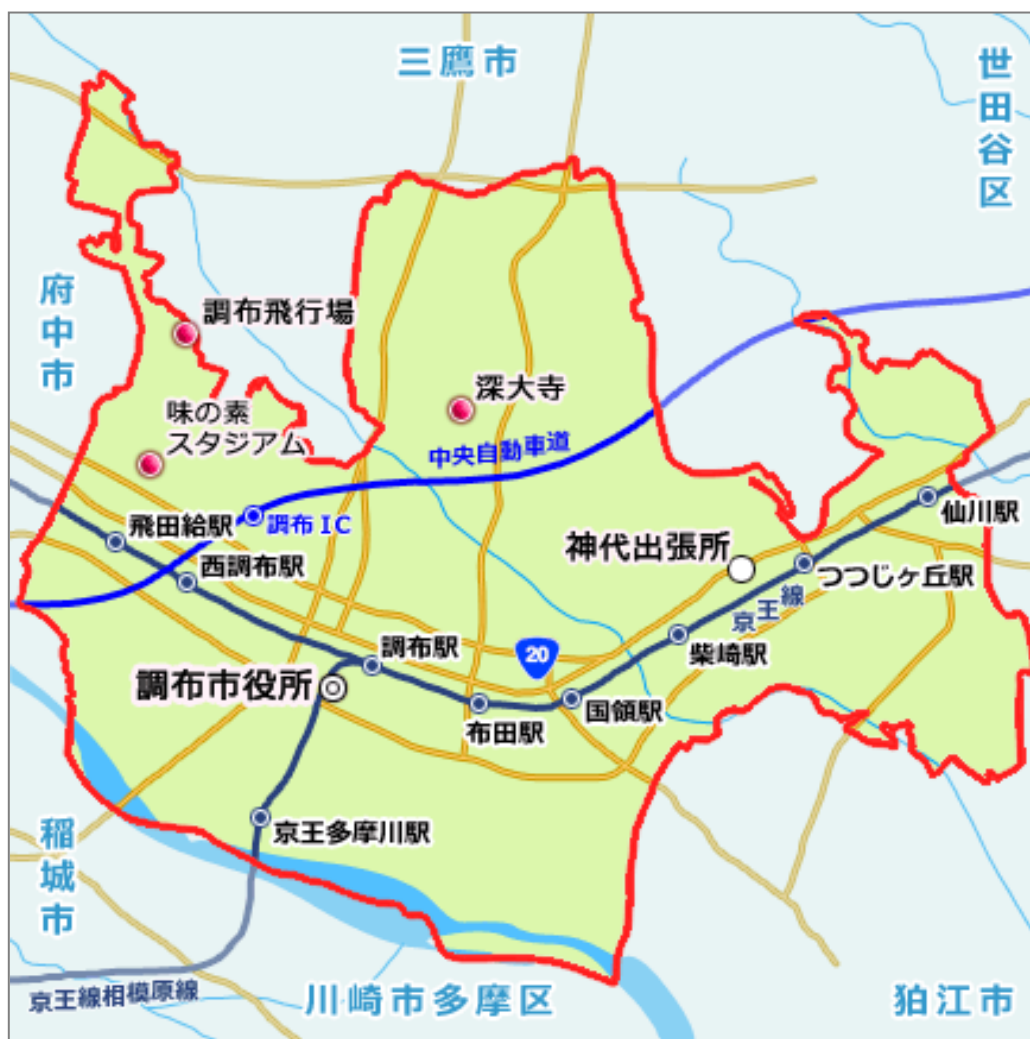 三鷹市
世田谷区
府中市
調布飛行場
深大寺
味の素
スタジアム
中央自動車道
調布IC
飛田給駅
仙川駅
神代出張所
西調布駅
つつじヶ丘駅
京王線
調布駅
20
柴崎駅
調布市役所
国領駅
布田駅
京王多摩川駅
稲城市
京王線相模原線
川崎市多摩区
狛江市